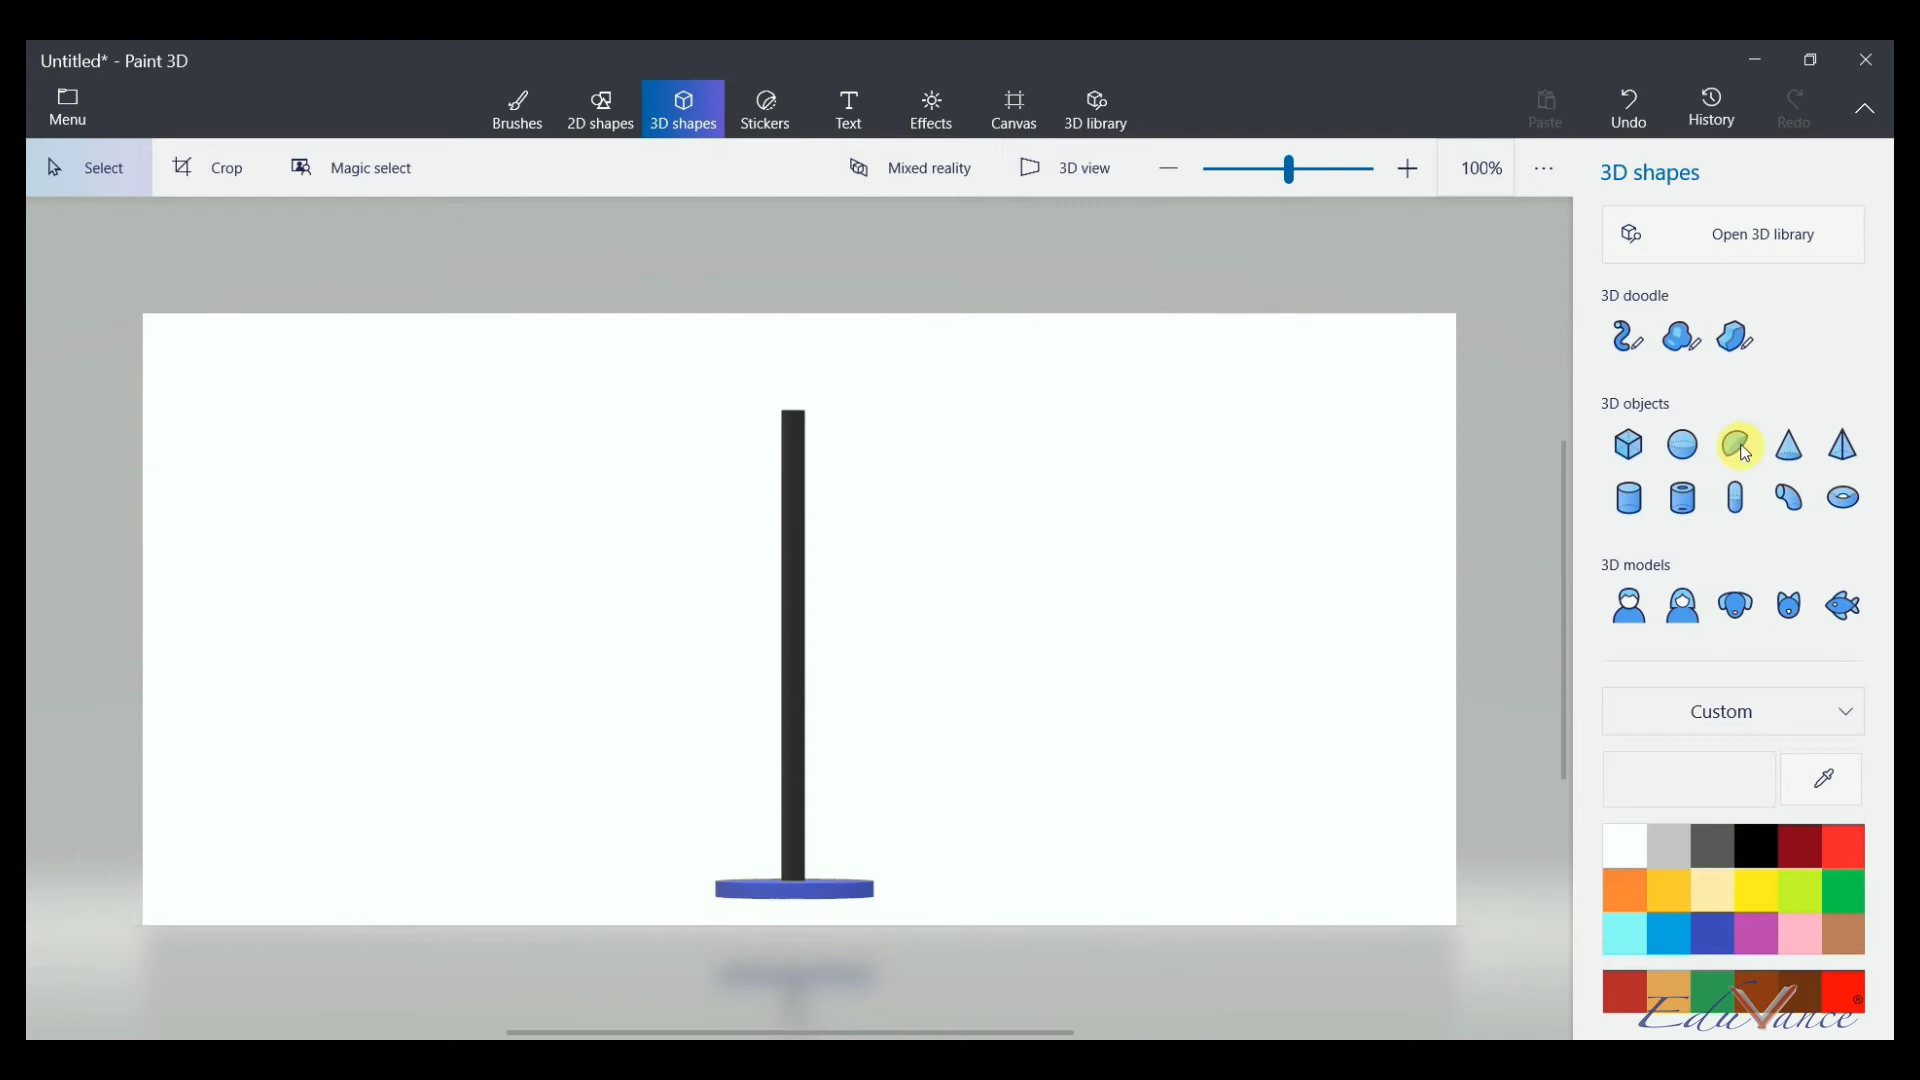 Untitled* - Paint 3D
Menu
Brushes
2D shapes
3D shapes
Stickers
Text
Effects
Canvas
3D library
Paste
Undo
History
Redo
Select
Crop
Magic select
Mixed reality
3D view
100%
3D shapes
Open 3D library
3D doodle
3D objects
3D models
Custom
EduVance®